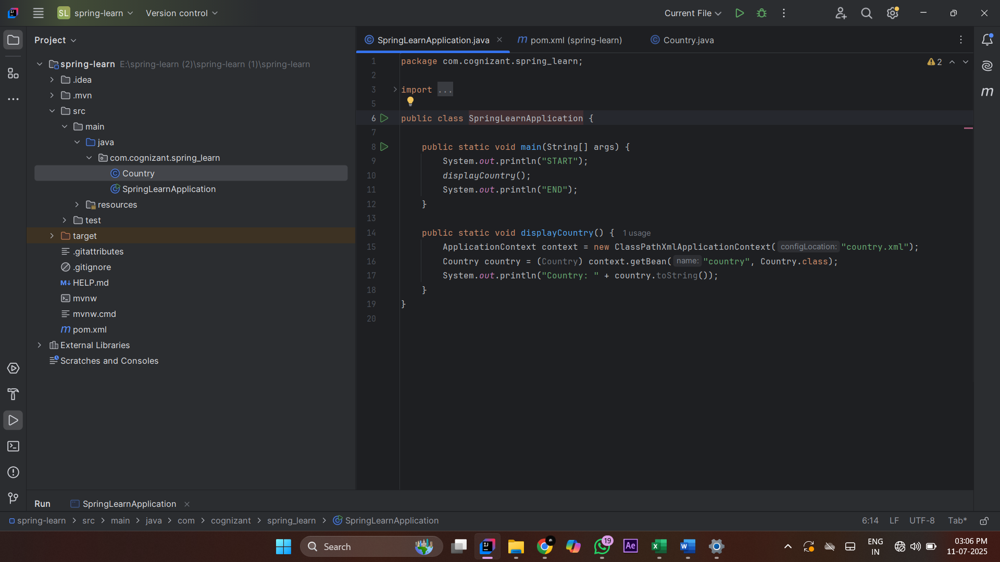 SL spring-learn Version control
Current File
Project
spring-learn E:\spring-learn (2)\spring-learn (1)\spring-learn
.idea
.mvn
src
main
java
com.cognizant.spring_learn
Country
SpringLearnApplication
resources
test
target
.gitattributes
.gitignore
M↓ HELP.md
mvnw
mvnw.cmd
m pom.xml
External Libraries
Scratches and Consoles
SpringLearnApplication.java m pom.xml (spring-learn) Country.java
2
m
1 package com.cognizant.spring_learn;
2
3 import ...
5
6 public class SpringLearnApplication {
7
8 public static void main(String[] args) {
9 System.out.println("START");
10 displayCountry();
11 System.out.println("END");
12 }
13
14 public static void displayCountry() { 1 usage
15 ApplicationContext context = new ClassPathXmlApplicationContext( configLocation: "country.xml");
16 Country country = (Country) context.getBean( name: "country", Country.class);
17 System.out.println("Country: " + country.toString());
18 }
19 }
20
Run SpringLearnApplication
spring-learn > src > main > java > com > cognizant > spring_learn > SpringLearnApplication
6:14 LF UTF-8 Tab*
Search
19
Ae
ENG
IN
03:06 PM
11-07-2025